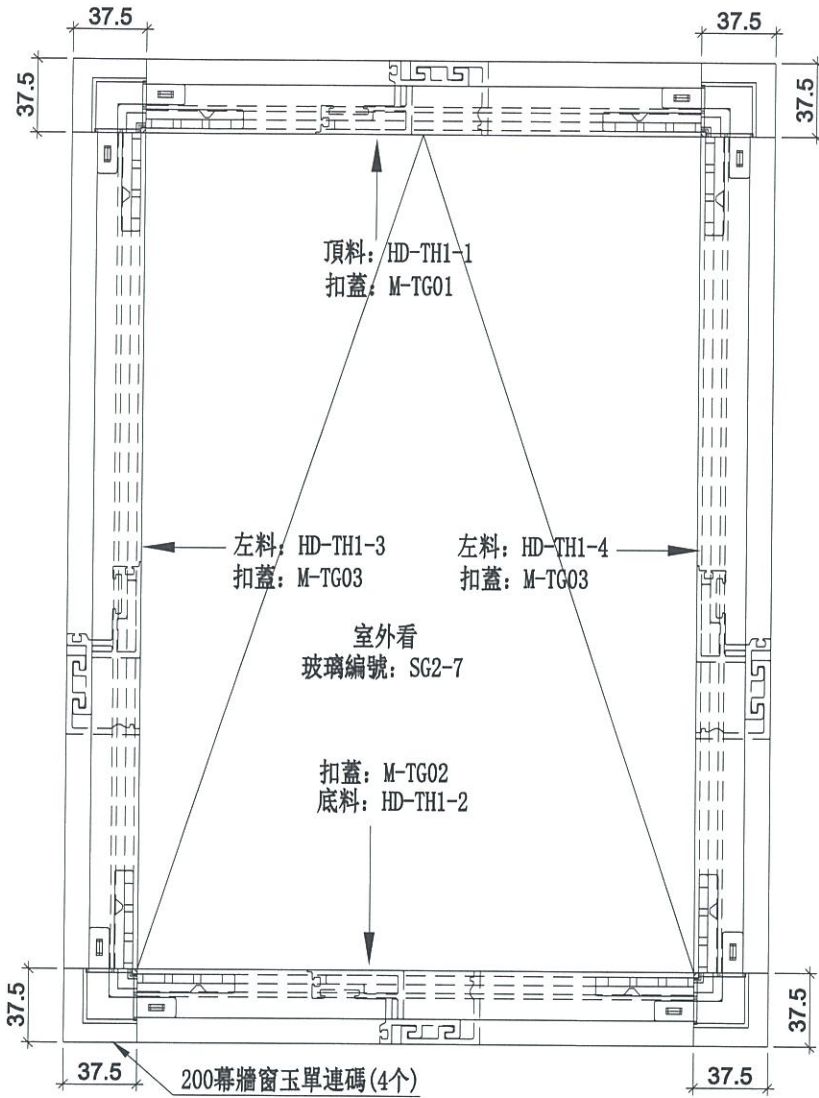 37.5
37.5
37.5
37.5
頂料: HD-TH1-1
扣蓋: M-TG01
左料: HD-TH1-3
扣蓋: M-TG03
左料: HD-TH1-4
扣蓋: M-TG03
室外看
玻璃編號: SG2-7
扣蓋: M-TG02
底料: HD-TH1-2
37.5
37.5
37.5
37.5
200幕牆窗玉單連碼(4个)